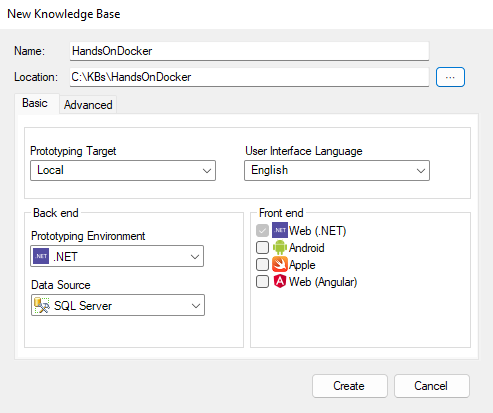 New Knowledge Base
Name: HandsOnDocker
Location: C:\KBs\HandsOnDocker ...
Basic Advanced
Prototyping Target User Interface Language
Local English
Back end Front end
Prototyping Environment
.NET .NET
Data Source
SQL Server
.NET Web (.NET)
Android
Apple
Web (Angular)
Create Cancel